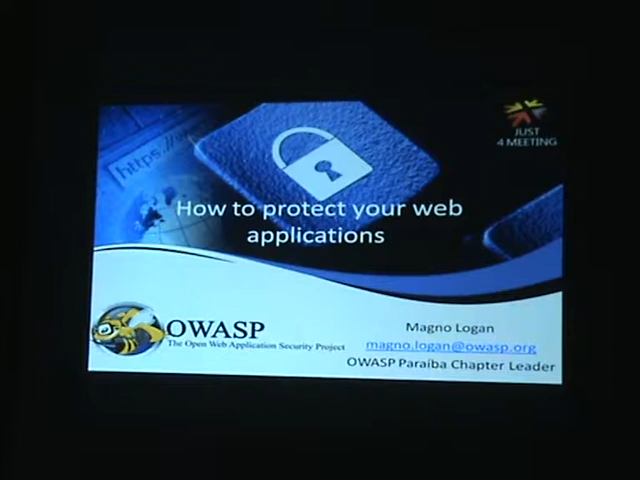 https://
JUST
4 MEETING
How to protect your web
applications
OWASP
The Open Web Application Security Project
Magno Logan
magno.logan@owasp.org
OWASP Paraíba Chapter Leader